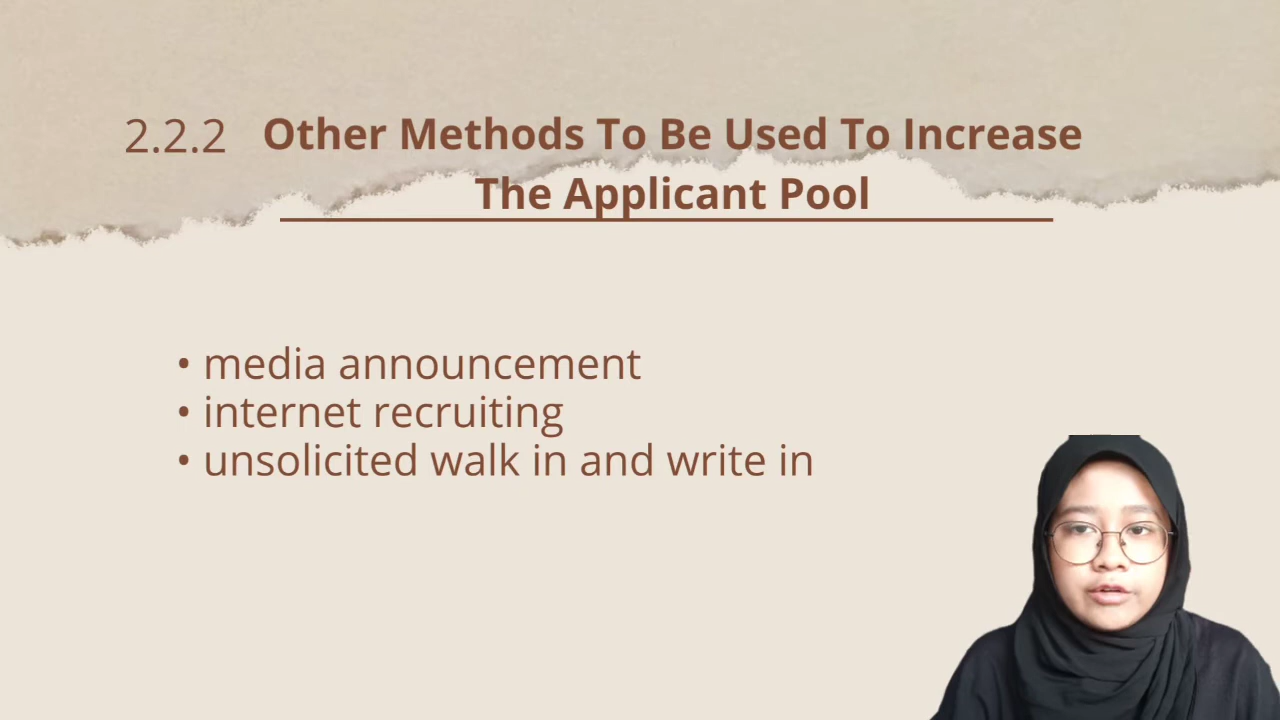 2.2.2 Other Methods To Be Used To Increase
The Applicant Pool
• media announcement
• internet recruiting
• unsolicited walk in and write in